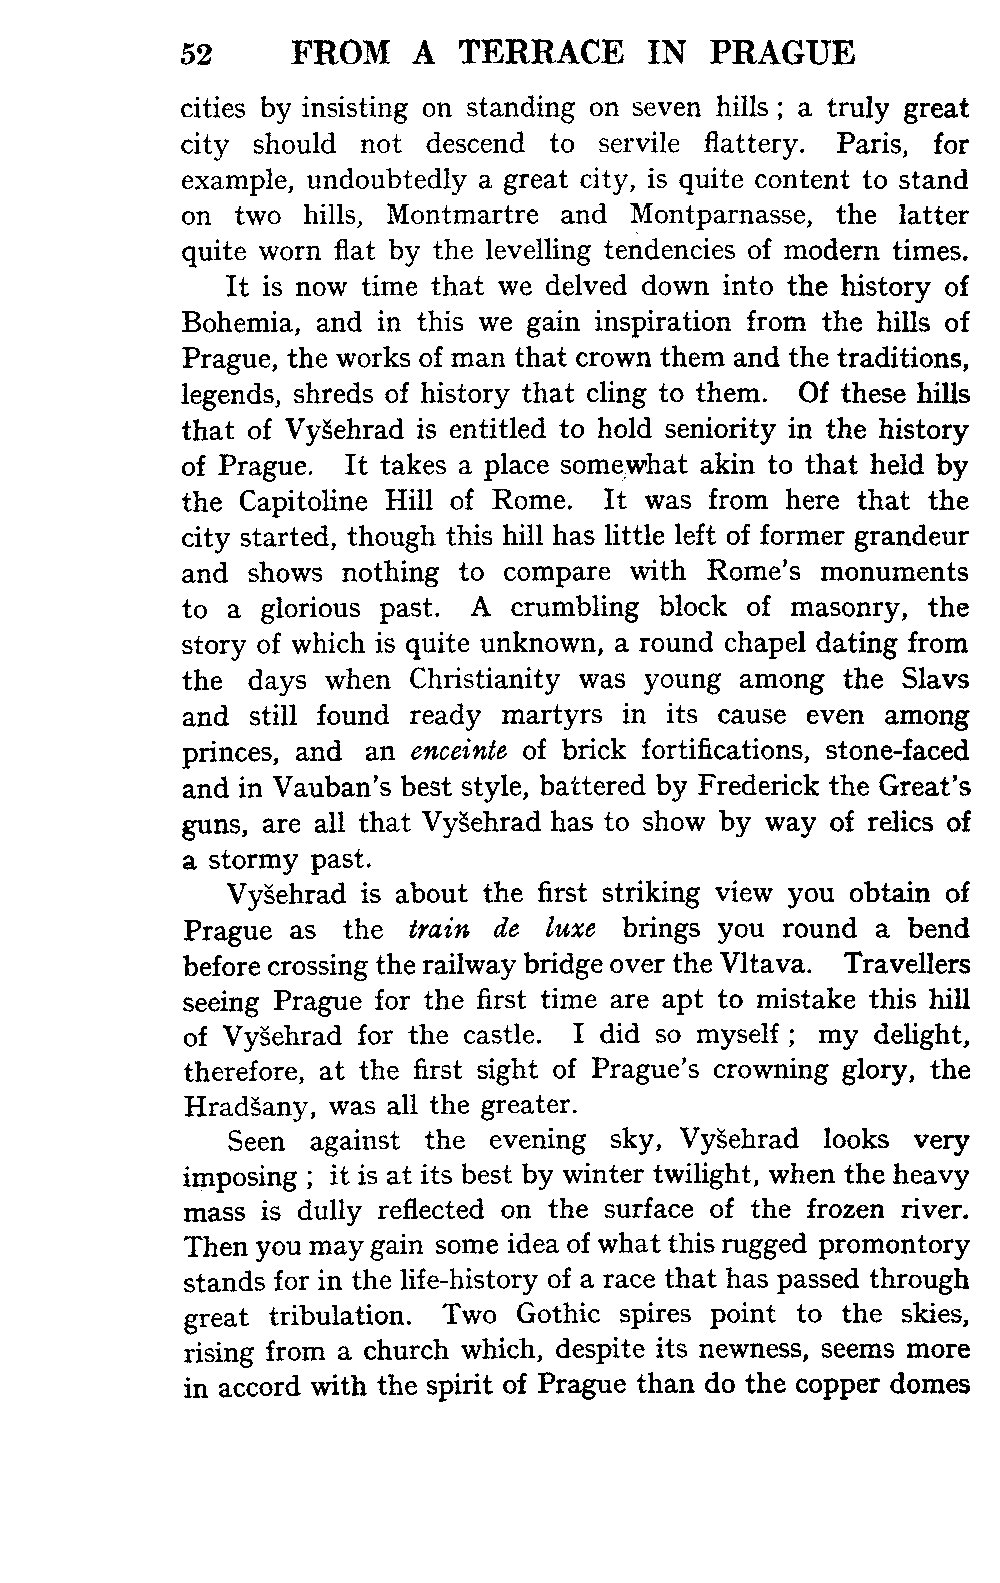 52 FROM A TERRACE IN PRAGUE
cities by insisting on standing on seven hills ; a truly great
city should not descend to servile flattery. Paris, for
example, undoubtedly a great city, is quite content to stand
on two hills, Montmartre and Montparnasse, the latter
quite worn flat by the levelling tendencies of modern times.
It is now time that we delved down into the history of
Bohemia, and in this we gain inspiration from the hills of
Prague, the works of man that crown them and the traditions,
legends, shreds of history that cling to them. Of these hills
that of Vyšehrad is entitled to hold seniority in the history
of Prague. It takes a place somewhat akin to that held by
the Capitoline Hill of Rome. It was from here that the
city started, though this hill has little left of former grandeur
and shows nothing to compare with Rome's monuments
to a glorious past. A crumbling block of masonry, the
story of which is quite unknown, a round chapel dating from
the days when Christianity was young among the Slavs
and still found ready martyrs in its cause even among
princes, and an enceinte of brick fortifications, stone-faced
and in Vauban's best style, battered by Frederick the Great's
guns, are all that Vyšehrad has to show by way of relics of
a stormy past.
Vyšehrad is about the first striking view you obtain of
Prague as the train de luxe brings you round a bend
before crossing the railway bridge over the Vltava. Travellers
seeing Prague for the first time are apt to mistake this hill
of Vyšehrad for the castle. I did so myself ; my delight,
therefore, at the first sight of Prague's crowning glory, the
Hradšany, was all the greater.
Seen against the evening sky, Vyšehrad looks very
imposing ; it is at its best by winter twilight, when the heavy
mass is dully reflected on the surface of the frozen river.
Then you may gain some idea of what this rugged promontory
stands for in the life-history of a race that has passed through
great tribulation. Two Gothic spires point to the skies,
rising from a church which, despite its newness, seems more
in accord with the spirit of Prague than do the copper domes